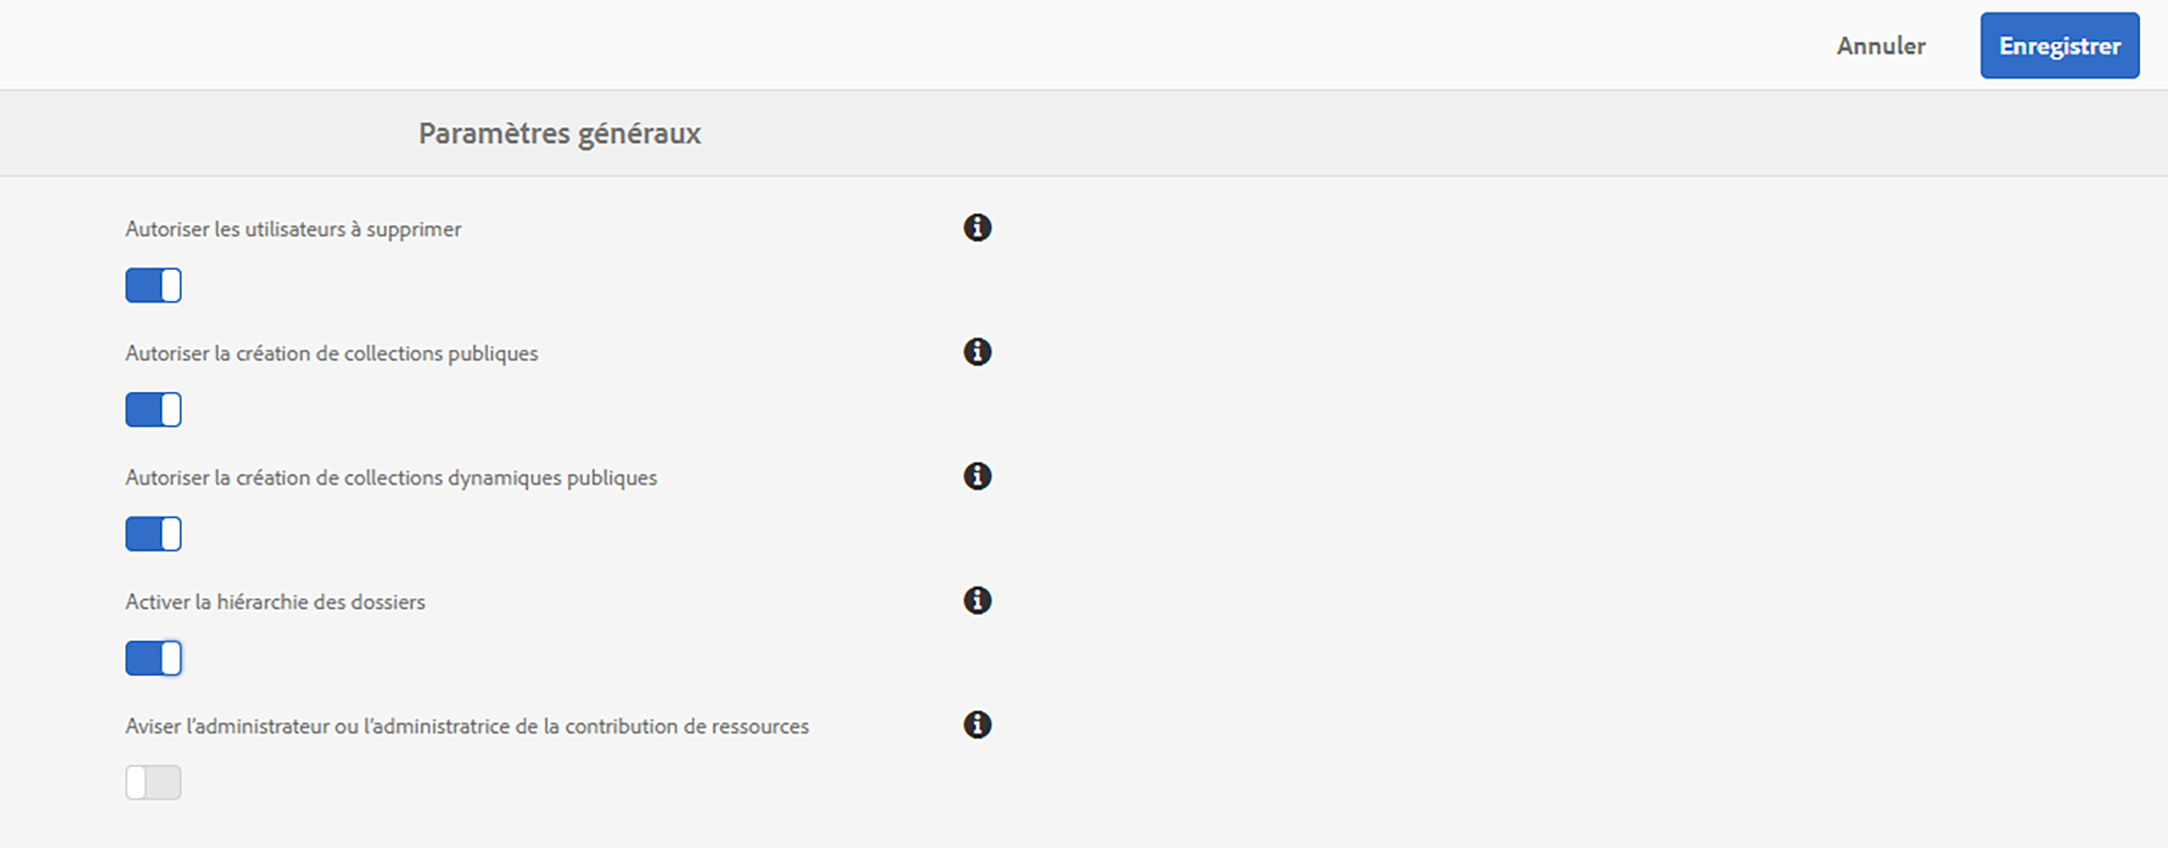 Annuler
Enregistrer
Paramètres généraux
Autoriser les utilisateurs à supprimer
Autoriser la création de collections publiques
Autoriser la création de collections dynamiques publiques
Activer la hiérarchie des dossiers
Aviser l’administrateur ou l’administratrice de la contribution de ressources